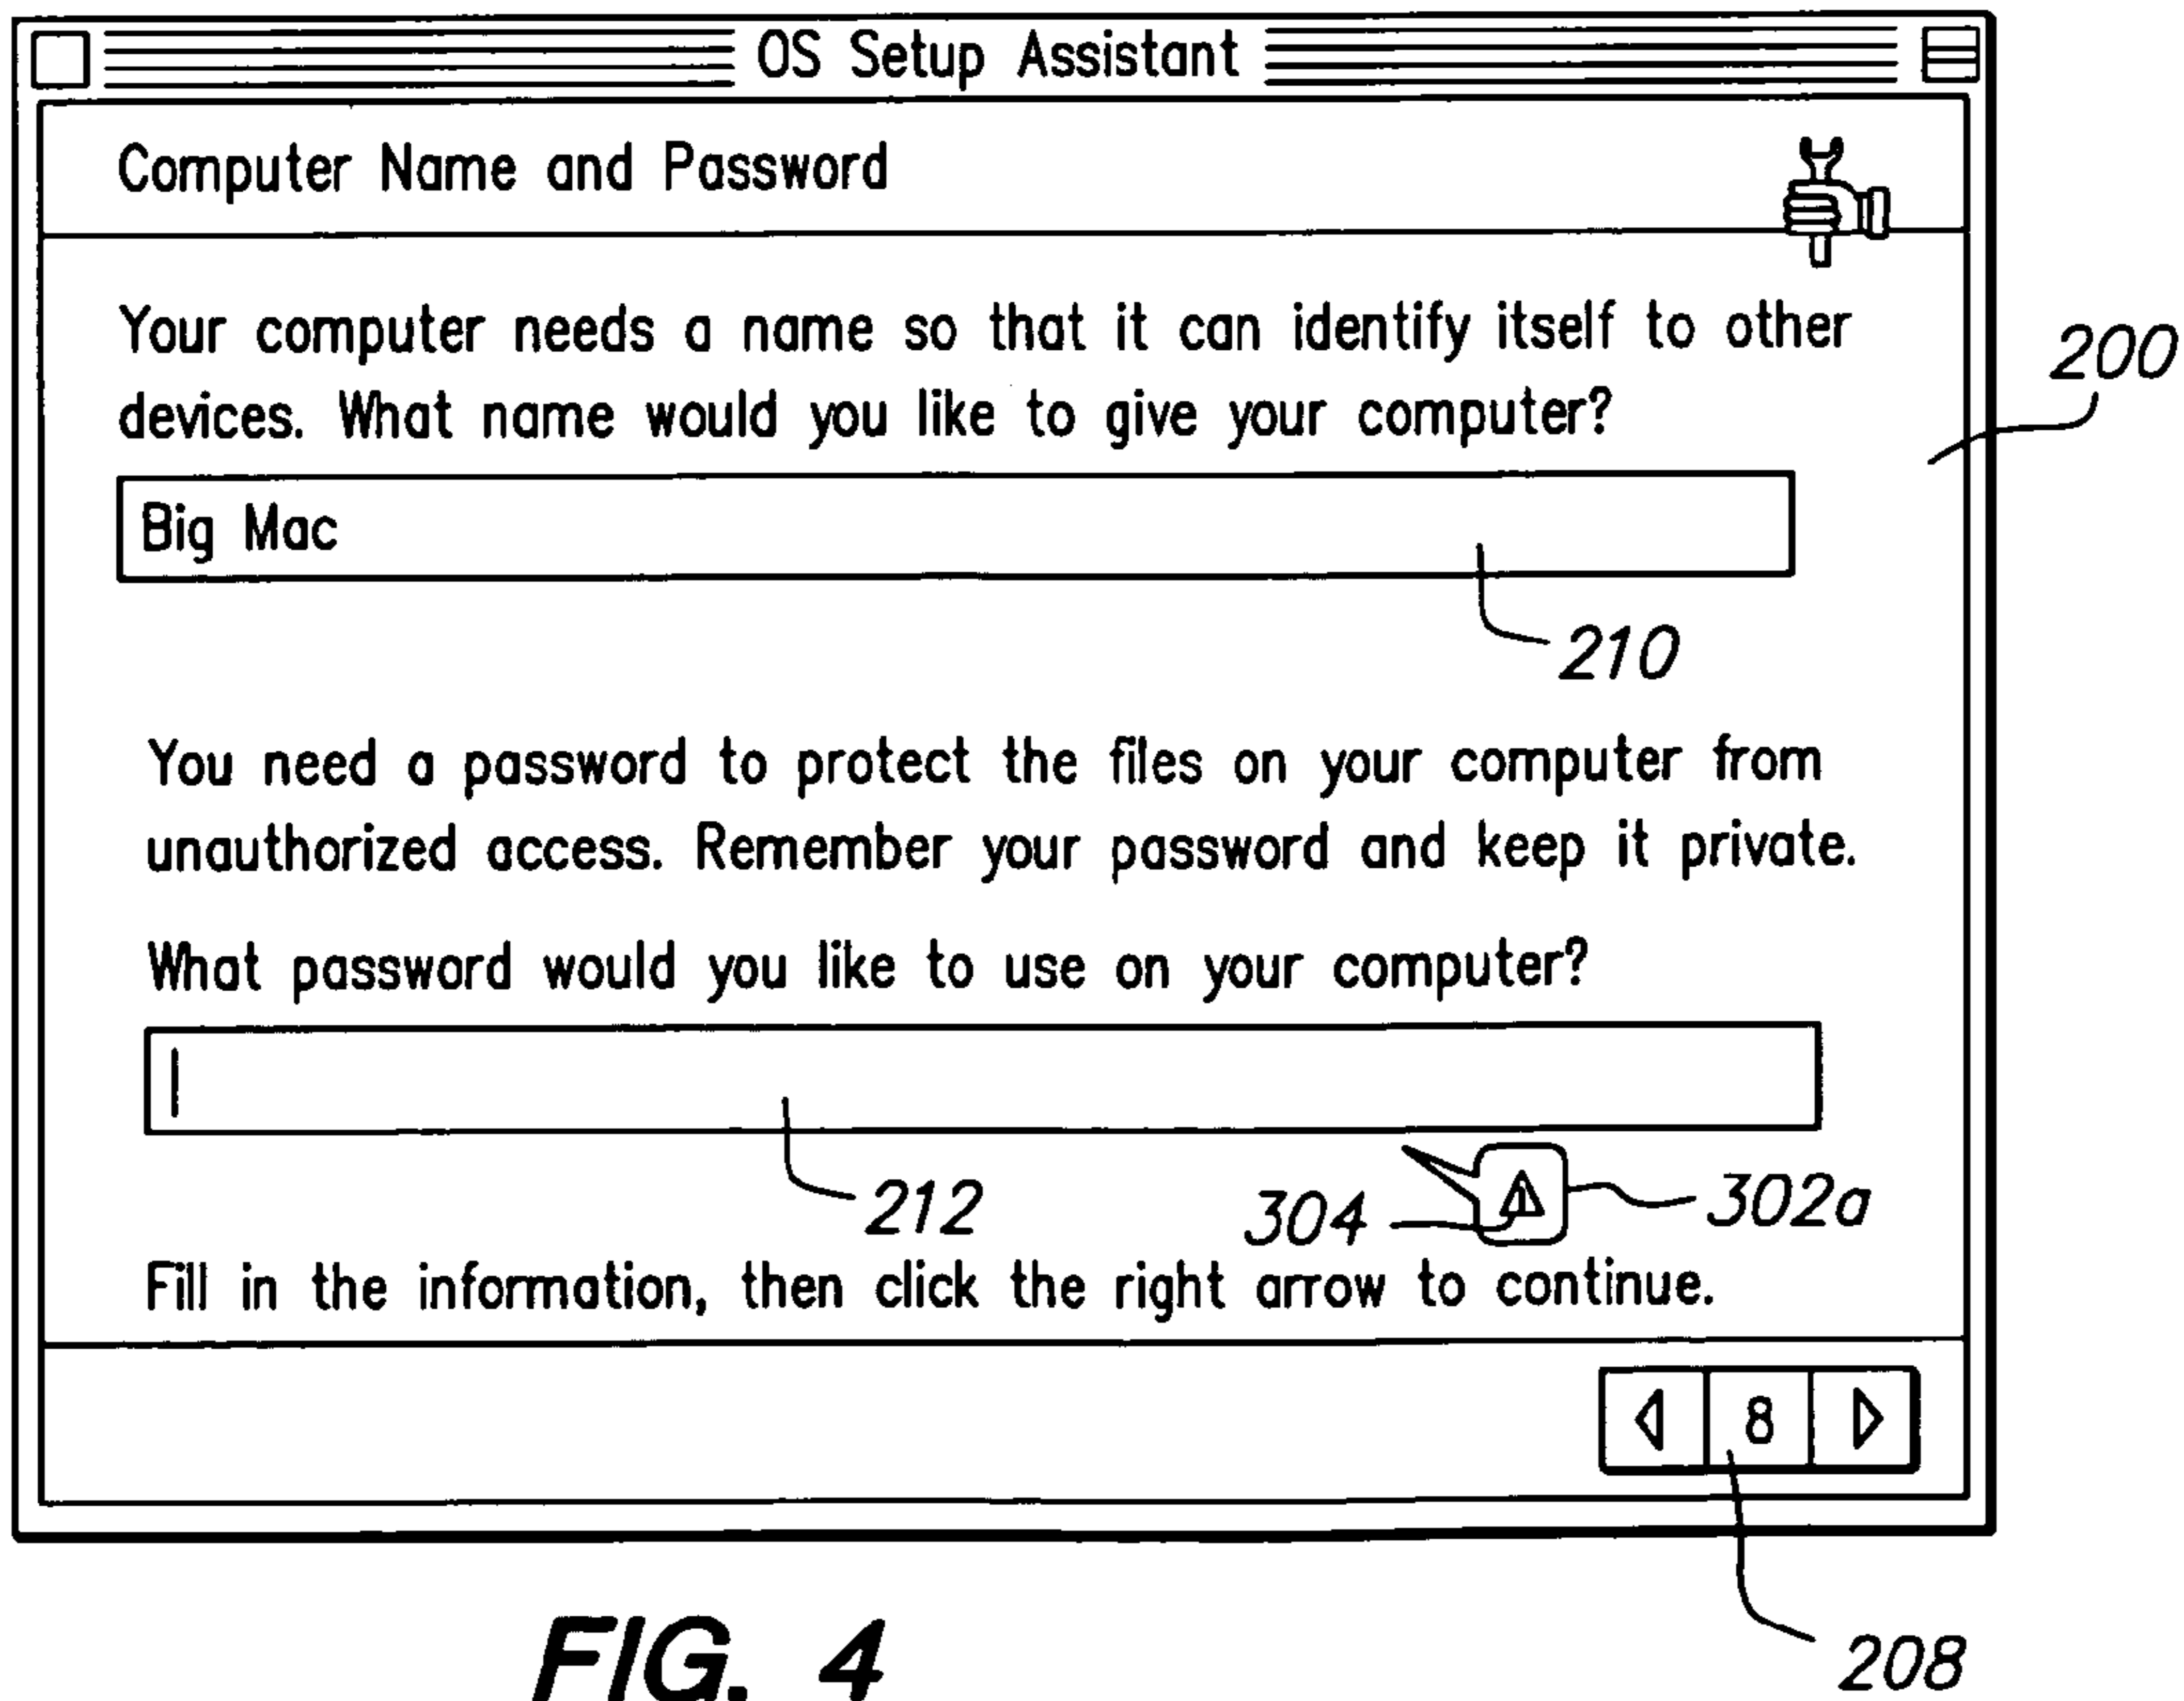 OS Setup Assistant
Computer Name and Password
Your computer needs a name so that it can identify itself to other
devices. What name would you like to give your computer?
200
Big Mac
210
You need a password to protect the files on your computer from
unauthorized access. Remember your password and keep it private.
What password would you like to use on your computer?
212
304
302a
Fill in the information, then click the right arrow to continue.
8
208
FIG. 4